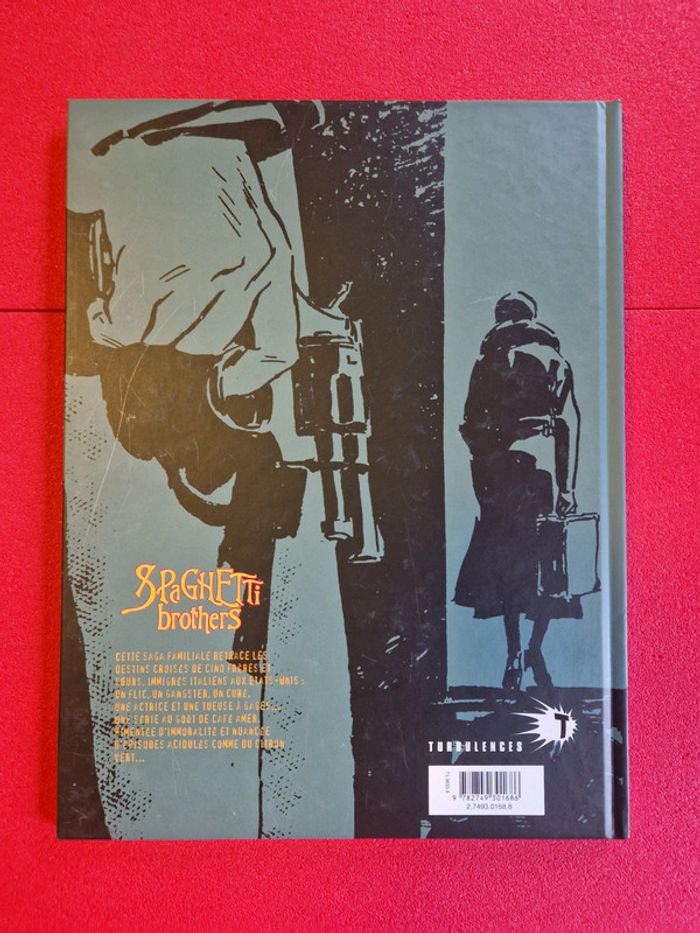 SPAGHETTi
brothers
CETTE SAGA FAMILIALE RETRACE LES
DESTINS CROISÉS DE CINQ FRÈRES ET
SŒURS, IMMIGRÉS ITALIENS AUX ÉTATS-UNIS :
UN FLIC, UN GANGSTER, UN CURÉ,
UNE ACTRICE ET UNE TUEUSE À GAGES...
UNE SÉRIE AU GOÛT DE CAFÉ AMER,
PIMENTÉE D'IMMORALITÉ ET NUANCÉE
D'ÉPISODES ACIDULÉS COMME DU CITRON
VERT...
T
TURBULENCES
9 782749 301686
2.7493.0168.8